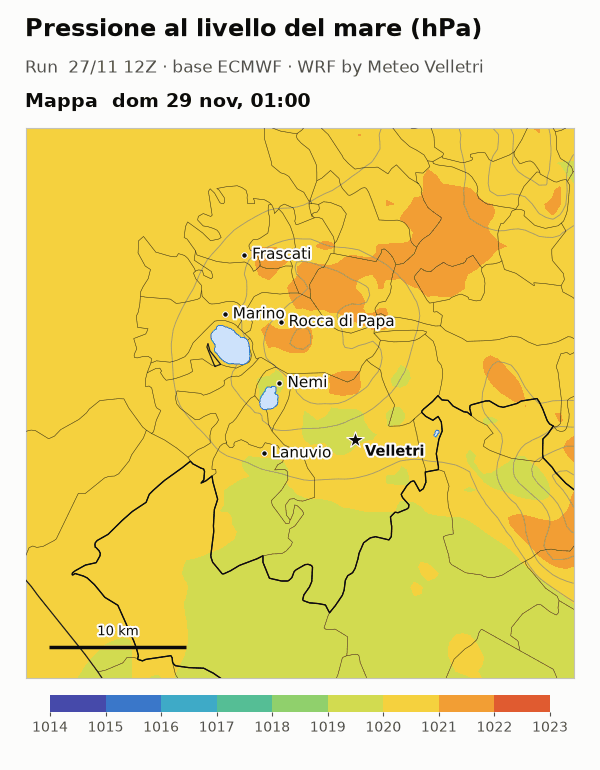 Pressione al livello del mare (hPa)
Run  27/11 12Z · base ECMWF · WRF by Meteo Velletri
Mappa  dom 29 nov, 01:00
Frascati
Marino
Rocca di Papa
Nemi
Velletri
Lanuvio
10 km
1014 1015 1016 1017 1018 1019 1020 1021 1022 1023